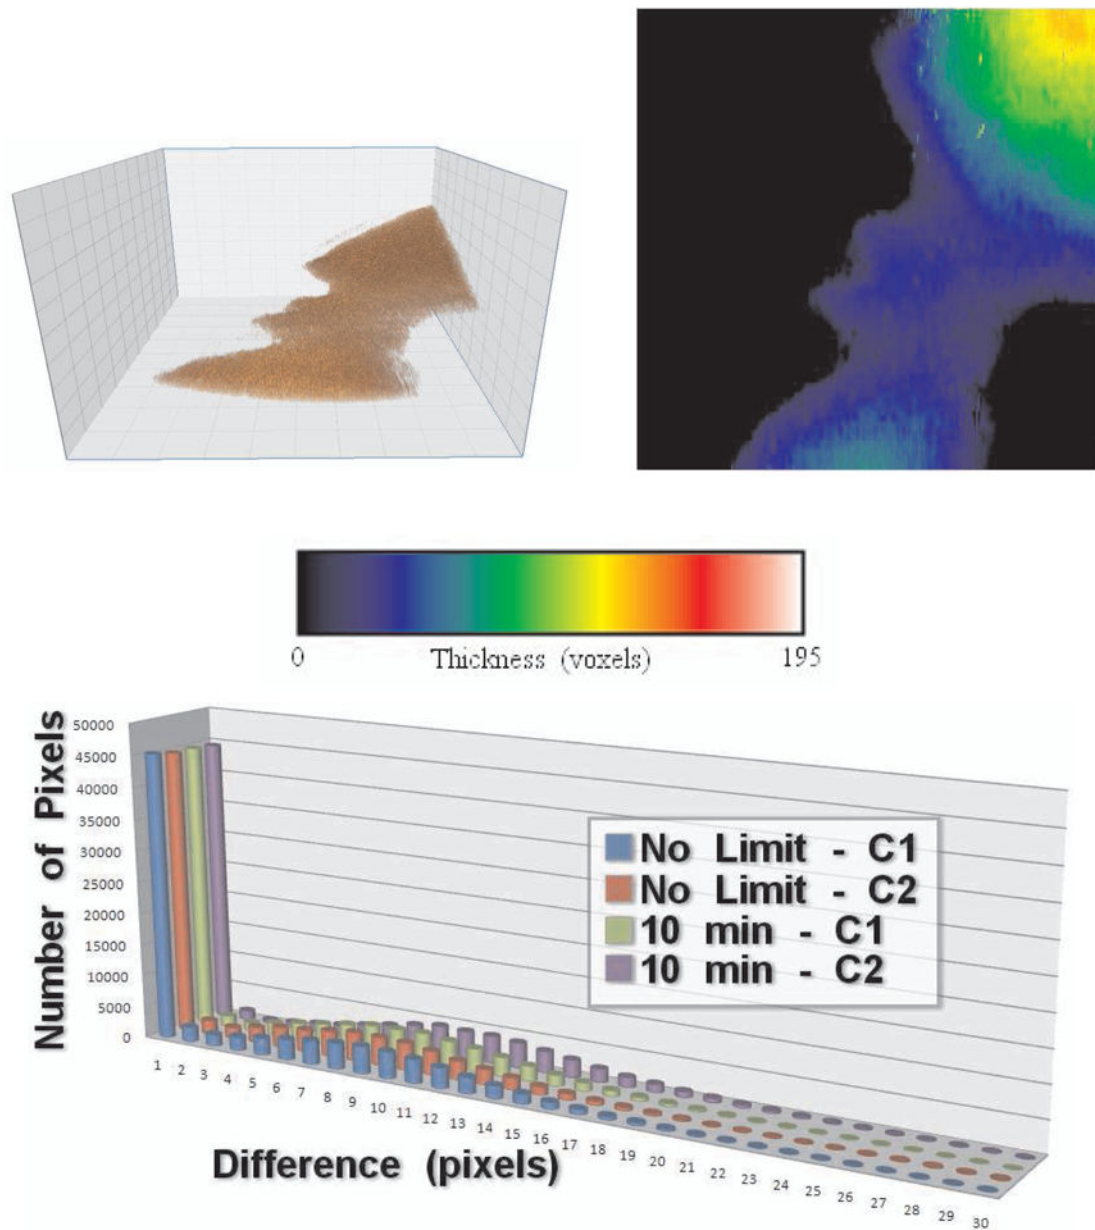 0 Thickness (voxels) 195
Number of Pixels
50000
45000
40000
35000
30000
25000
20000
15000
10000
5000
0
No Limit - C1
No Limit - C2
10 min - C1
10 min - C2
1 2 3 4 5 6 7 8 9 10 11 12 13 14 15 16 17 18 19 20 21 22 23 24 25 26 27 28 29 30
Difference (pixels)